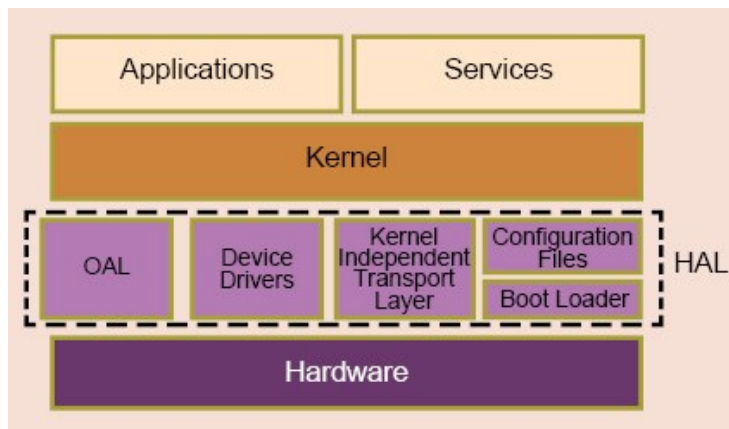 Applications
Services
Kernel
OAL
Device
Drivers
Kernel
Independent
Transport
Layer
Configuration
Files
Boot Loader
HAL
Hardware